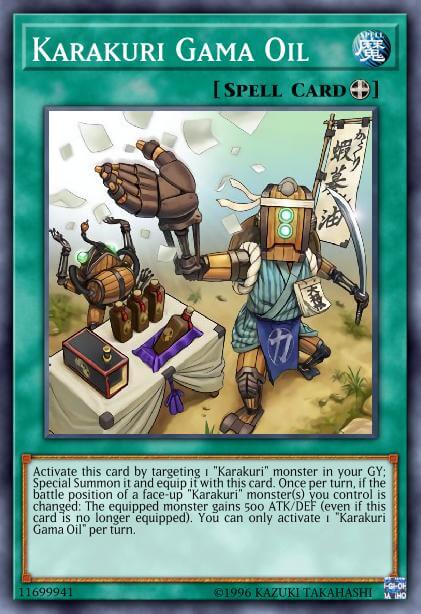 KARAKURI GAMA OIL
SPELL
魔
[SPELL CARD]
からくり
蝦蟇油
大特価
カ
Activate this card by targeting 1 "Karakuri" monster in your GY;
Special Summon it and equip it with this card. Once per turn, if the
battle position of a face-up "Karakuri" monster(s) you control is
changed: The equipped monster gains 500 ATK/DEF (even if this
card is no longer equipped). You can only activate 1 "Karakuri
Gama Oil" per turn.
11699941
©1996 KAZUKI TAKAHASHI